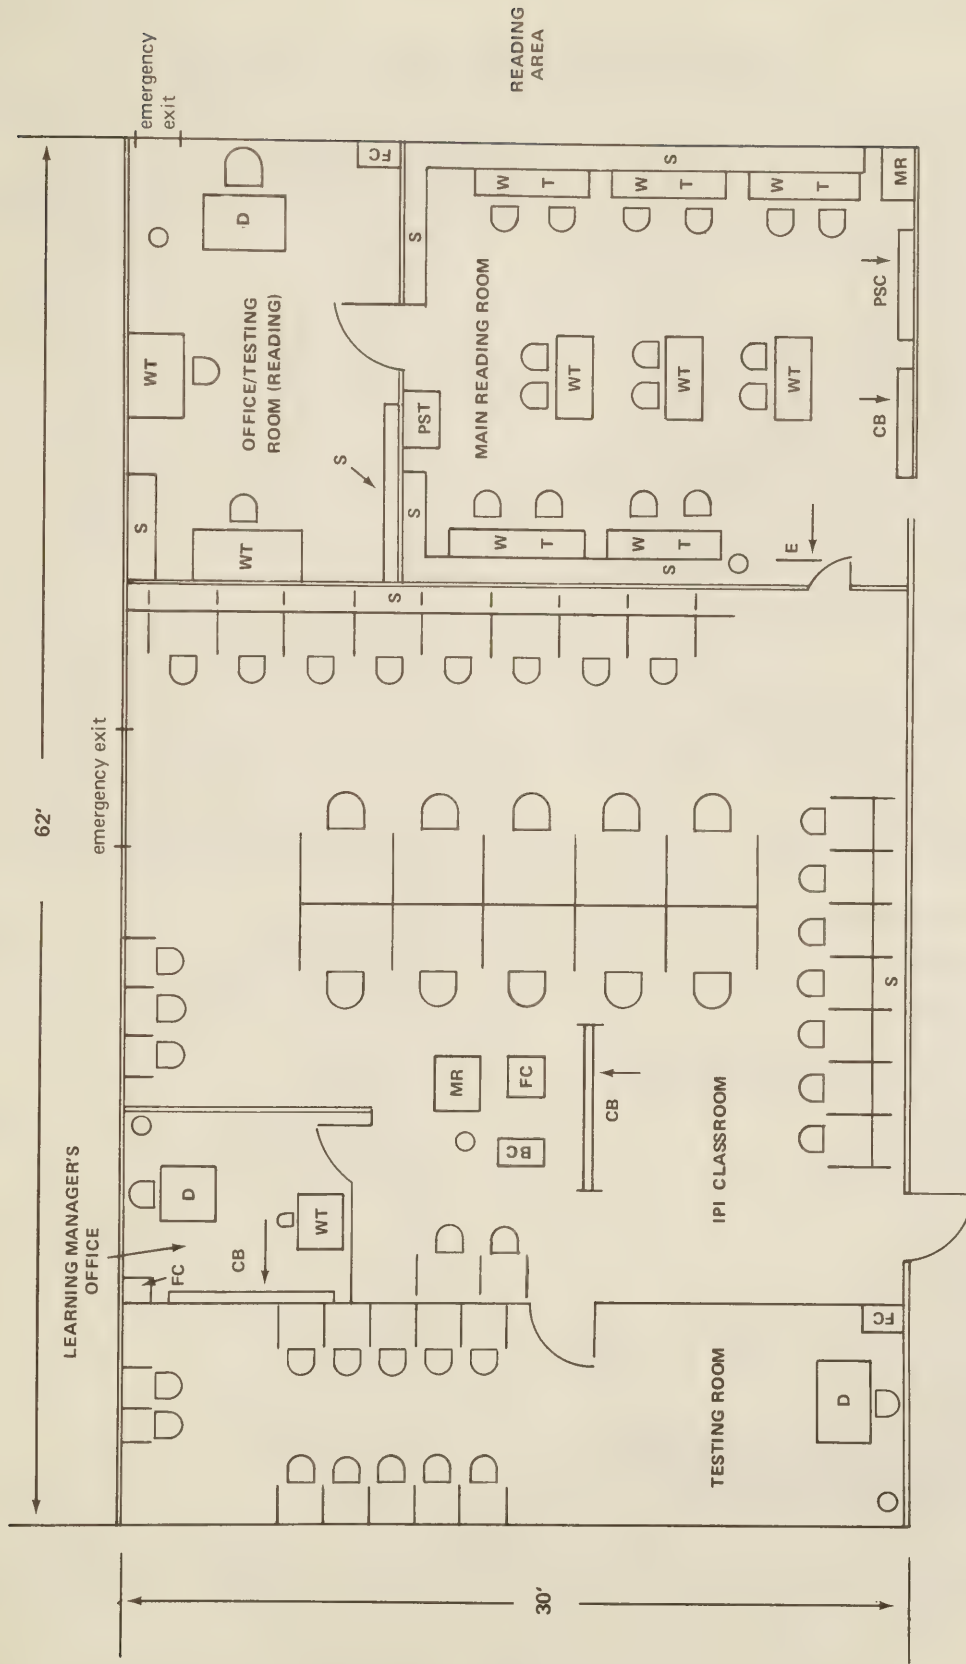 READING
AREA
emergency
exit
62'
emergency exit
30'
OFFICE/TESTING
ROOM (READING)
D
FC
WT
S
WT
S
MAIN READING ROOM
S
S
W T
W T
W T
MR
PSC
CB
WT
WT
WT
PST
S
W T
W T
S
E
S
IPI CLASSROOM
MR
FC
BC
CB
S
LEARNING MANAGER'S
OFFICE
D
WT
FC
CB
TESTING ROOM
FC
D